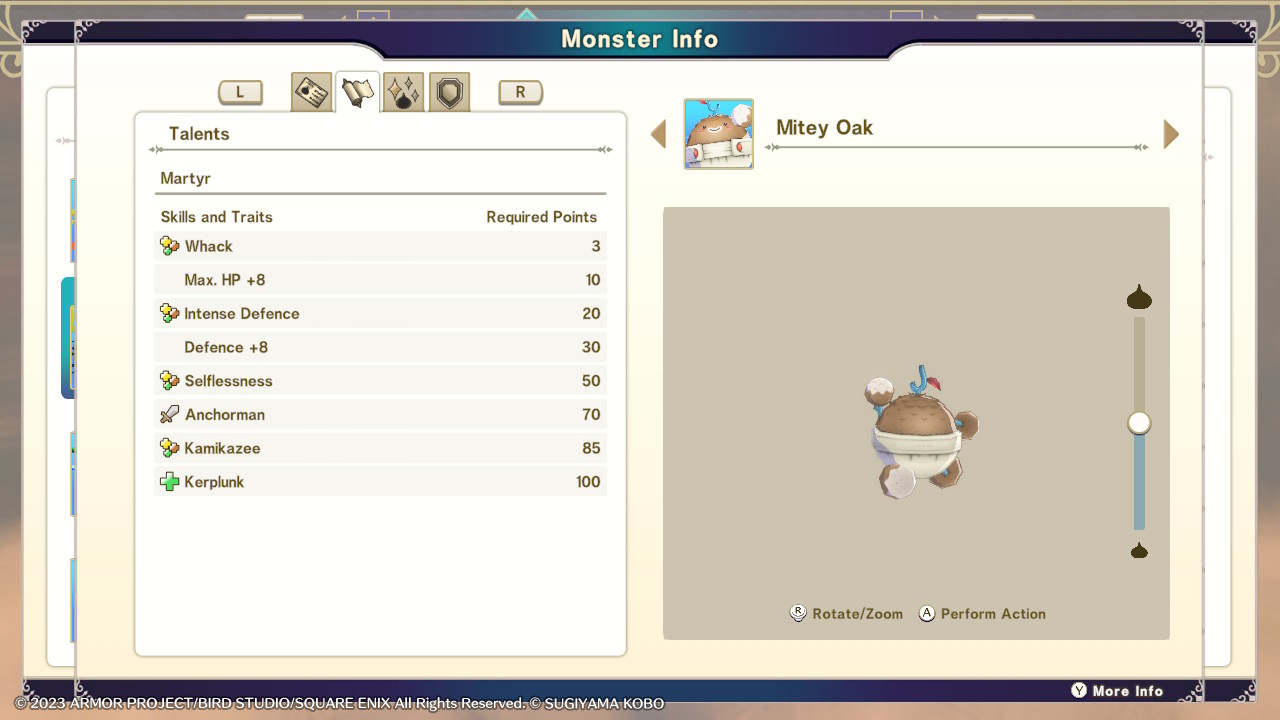 Monster Info
L
R
Talents
Martyr
Skills and Traits Required Points
Whack 3
Max. HP +8 10
Intense Defence 20
Defence +8 30
Selflessness 50
Anchorman 70
Kamikazee 85
Kerplunk 100
Mitey Oak
R Rotate/Zoom A Perform Action
Y More Info
© 2023 ARMOR PROJECT/BIRD STUDIO/SQUARE ENIX All Rights Reserved. © SUGIYAMA KOBO